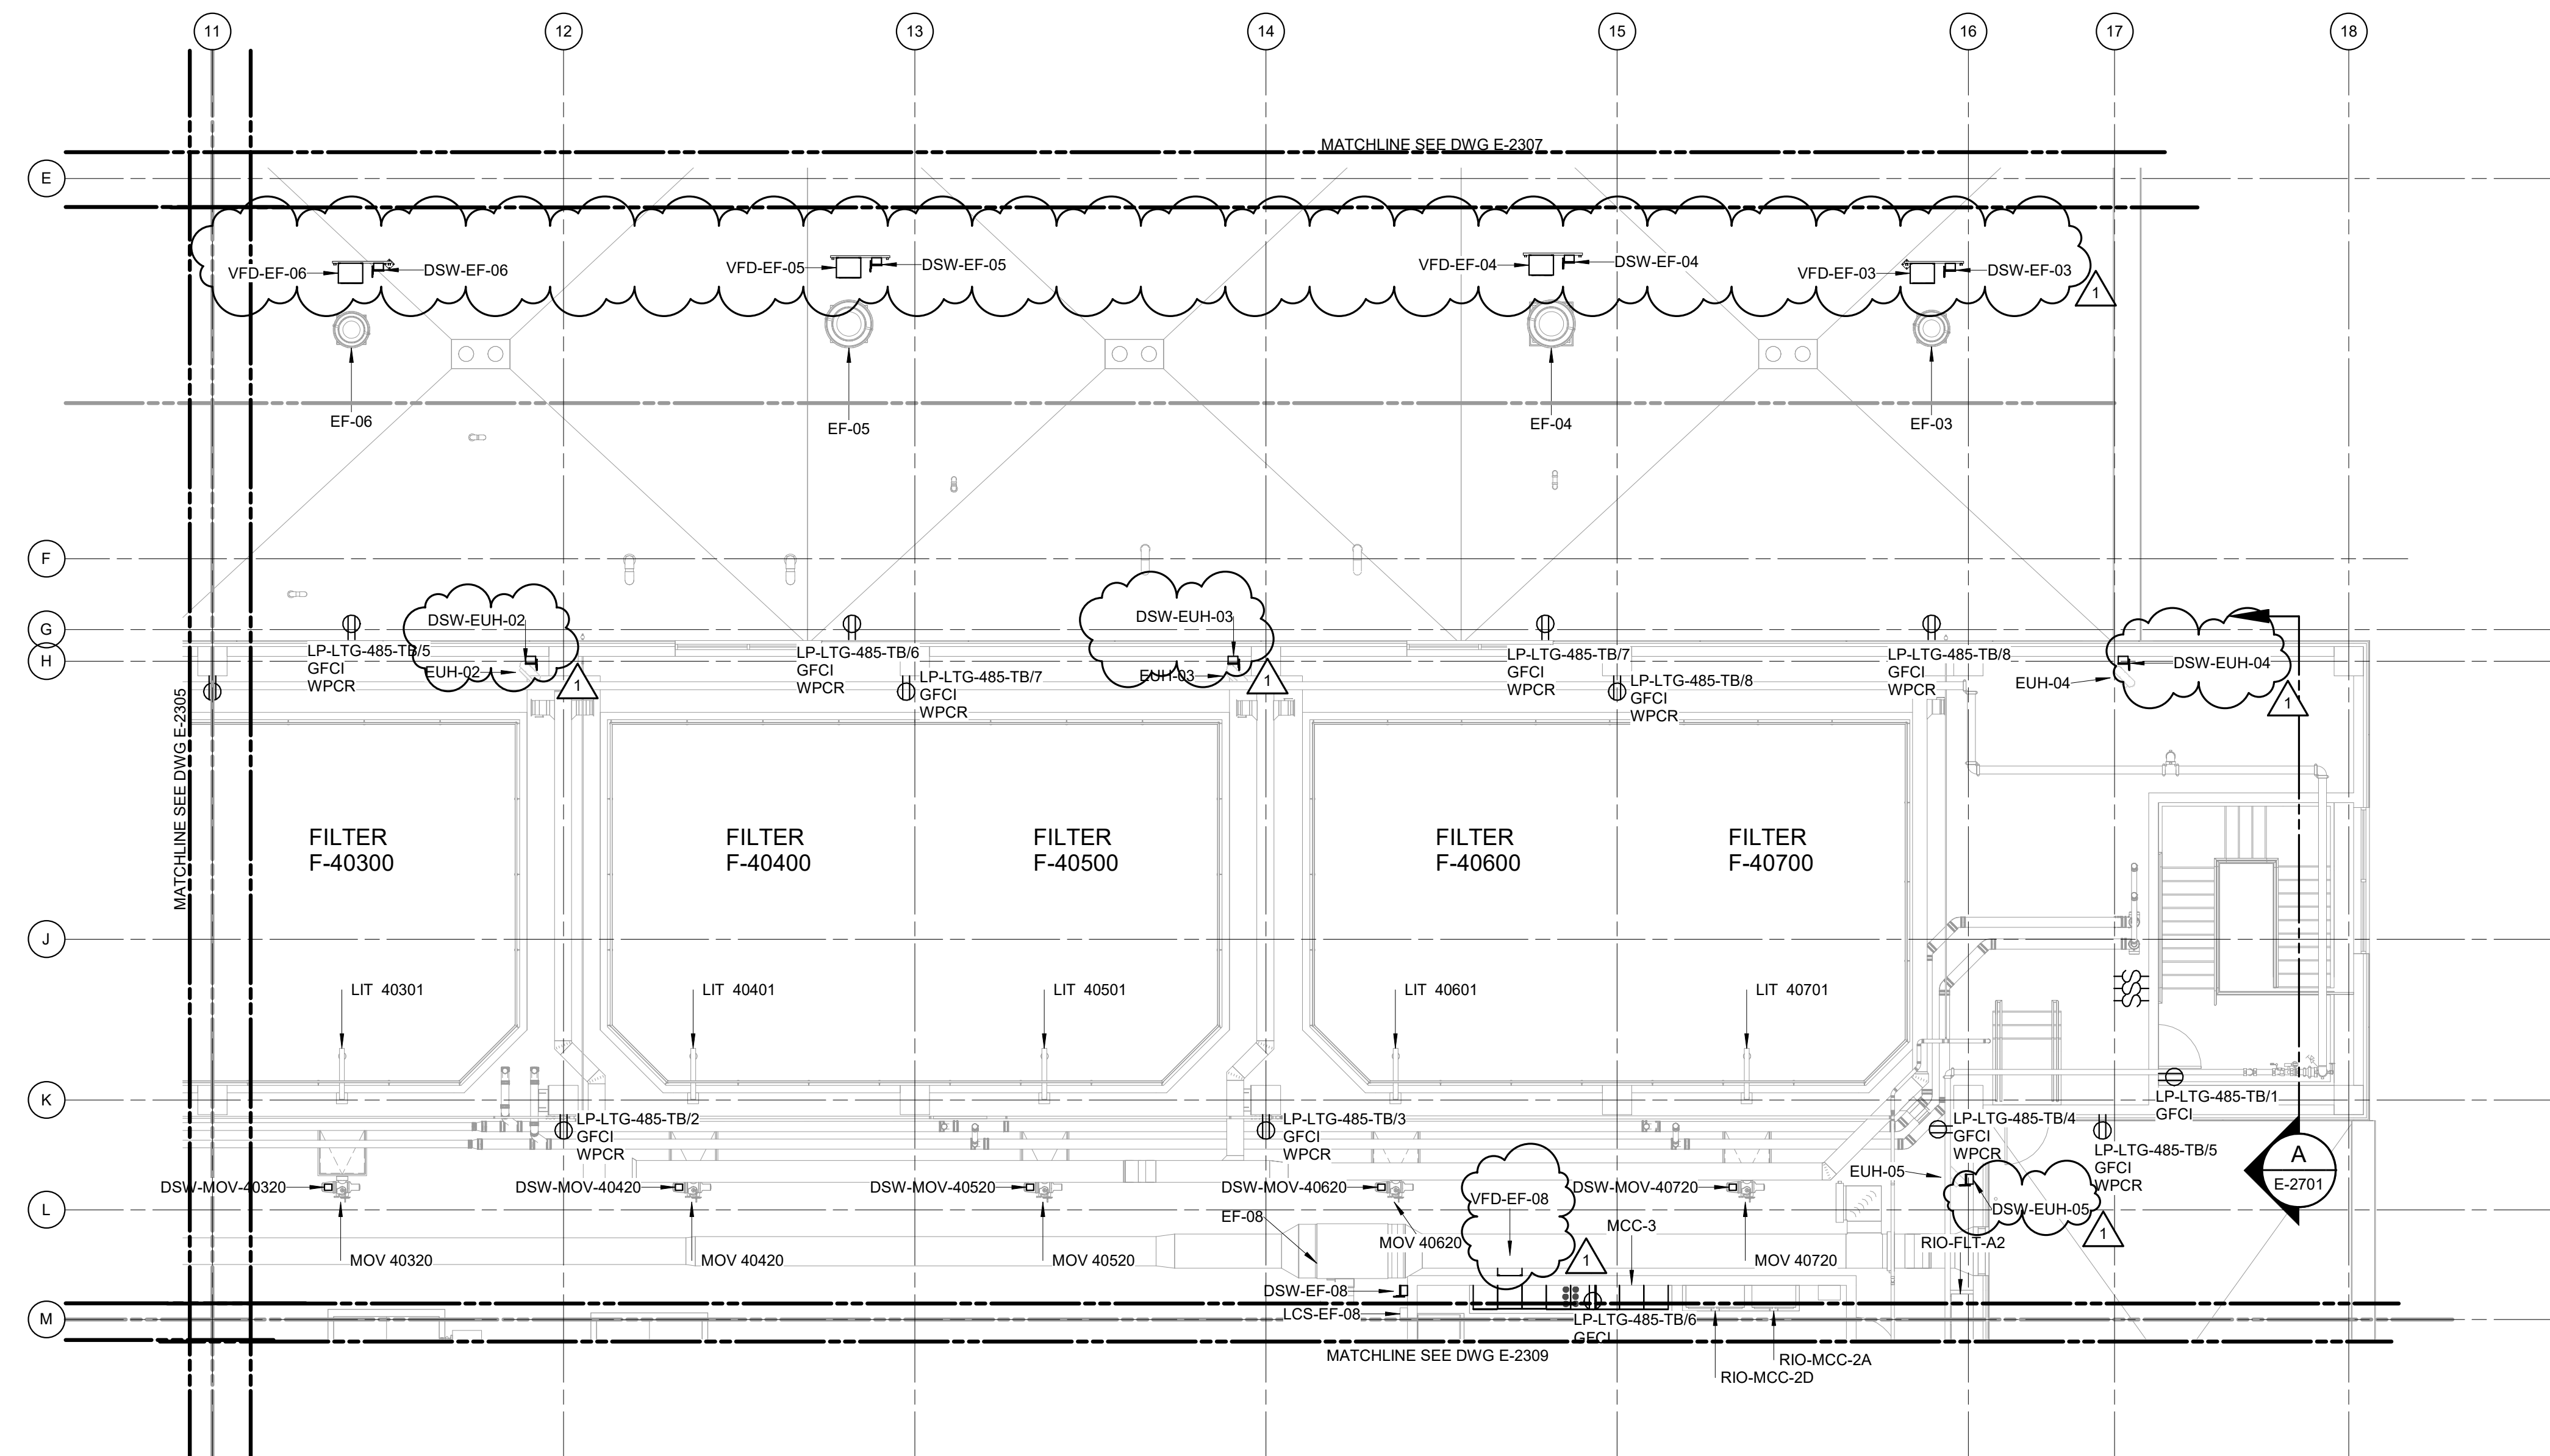 11
12
13
14
15
16
17
18
MATCHLINE SEE DWG E-2307
E
VFD-EF-06
DSW-EF-06
VFD-EF-05
DSW-EF-05
VFD-EF-04
DSW-EF-04
VFD-EF-03
DSW-EF-03
1
EF-06
EF-05
EF-04
EF-03
F
G
H
DSW-EUH-02
EUH-02
1
DSW-EUH-03
EUH-03
1
DSW-EUH-04
EUH-04
1
LP-LTG-485-TB/5
GFCI
WPCR
LP-LTG-485-TB/6
GFCI
WPCR
LP-LTG-485-TB/7
GFCI
WPCR
LP-LTG-485-TB/7
GFCI
WPCR
LP-LTG-485-TB/8
GFCI
WPCR
LP-LTG-485-TB/8
GFCI
WPCR
MATCHLINE SEE DWG E-2305
FILTER
F-40300
FILTER
F-40400
FILTER
F-40500
FILTER
F-40600
FILTER
F-40700
J
LIT 40301
LIT 40401
LIT 40501
LIT 40601
LIT 40701
K
LP-LTG-485-TB/2
GFCI
WPCR
LP-LTG-485-TB/3
GFCI
WPCR
LP-LTG-485-TB/4
GFCI
WPCR
LP-LTG-485-TB/1
GFCI
LP-LTG-485-TB/5
GFCI
WPCR
A
E-2701
DSW-MOV-40320
DSW-MOV-40420
DSW-MOV-40520
DSW-MOV-40620
DSW-MOV-40720
VFD-EF-08
EUH-05
DSW-EUH-05
1
L
EF-08
MCC-3
1
RIO-FLT-A2
MOV 40320
MOV 40420
MOV 40520
MOV 40620
MOV 40720
DSW-EF-08
LCS-EF-08
M
LP-LTG-485-TB/6
GFCI
MATCHLINE SEE DWG E-2309
RIO-MCC-2A
RIO-MCC-2D